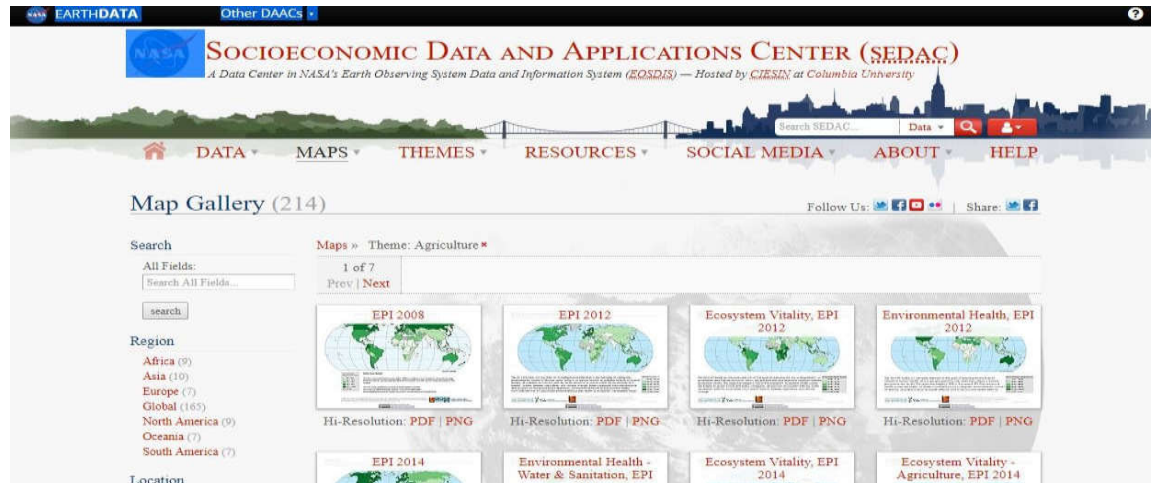 EARTHDATA Other DAACs ?
NASA
SOCIOECONOMIC DATA AND APPLICATIONS CENTER (SEDAC)
A Data Center in NASA's Earth Observing System Data and Information System (EOSDIS) — Hosted by CIESIN at Columbia University
Search SEDAC... Data
DATA MAPS THEMES RESOURCES SOCIAL MEDIA ABOUT HELP
Map Gallery (214)
Follow Us: | Share:
Search
All Fields:
Search All Fields...
search
Region
Africa (9)
Asia (10)
Europe (7)
Global (165)
North America (9)
Oceania (7)
South America (7)
Location
Maps » Theme: Agriculture
1 of 7
Prev | Next
EPI 2008
Hi-Resolution: PDF | PNG
EPI 2012
Hi-Resolution: PDF | PNG
Ecosystem Vitality, EPI
2012
Hi-Resolution: PDF | PNG
Environmental Health, EPI
2012
Hi-Resolution: PDF | PNG
EPI 2014
Environmental Health -
Water & Sanitation, EPI
Ecosystem Vitality, EPI
2014
Ecosystem Vitality -
Agriculture, EPI 2014